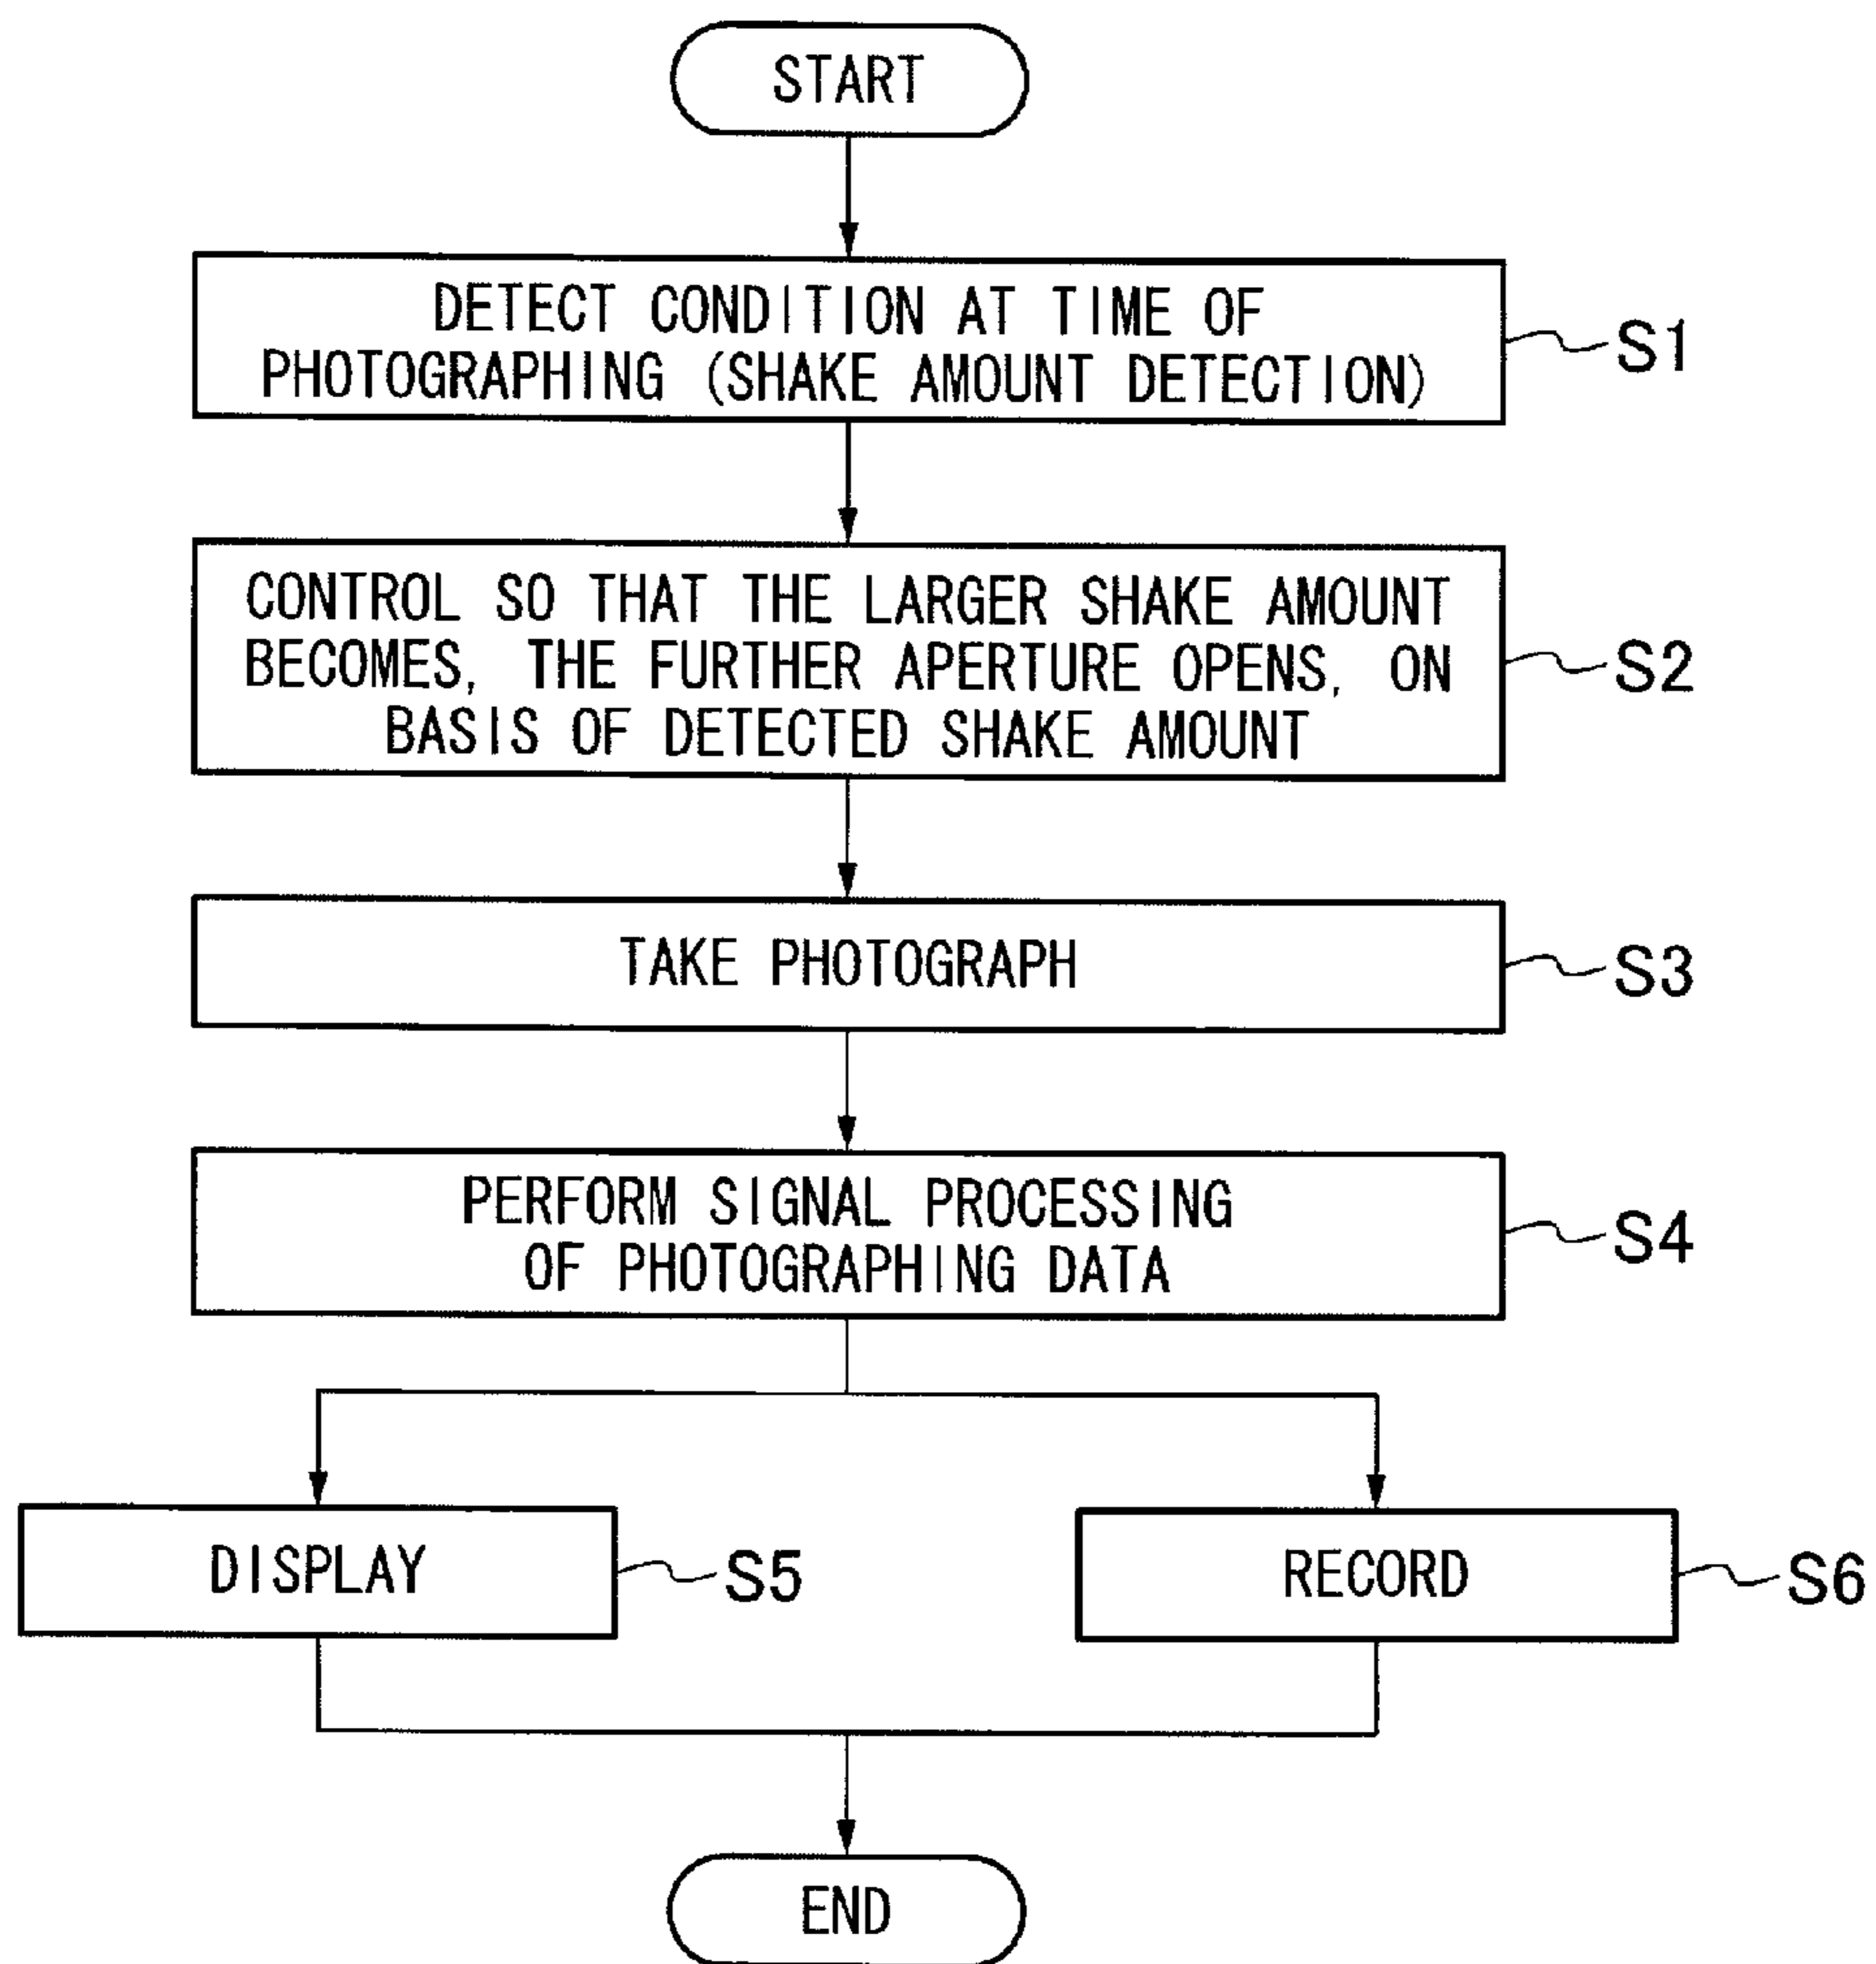 START
DETECT CONDITION AT TIME OF
PHOTOGRAPHING (SHAKE AMOUNT DETECTION)
S1
CONTROL SO THAT THE LARGER SHAKE AMOUNT
BECOMES, THE FURTHER APERTURE OPENS, ON
BASIS OF DETECTED SHAKE AMOUNT
S2
TAKE PHOTOGRAPH
S3
PERFORM SIGNAL PROCESSING
OF PHOTOGRAPHING DATA
S4
DISPLAY
S5
RECORD
S6
END